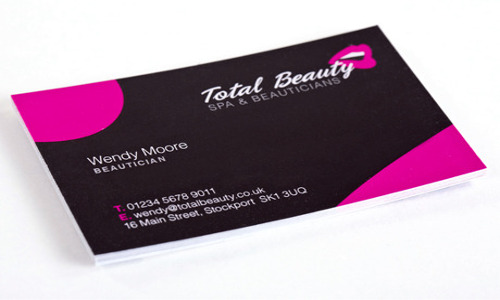 Total Beauty
SPA & BEAUTICIANS
Wendy Moore
BEAUTICIAN
T. 01234 5678 9011
E. wendy@totalbeauty.co.uk
16 Main Street, Stockport SK1 3UQ